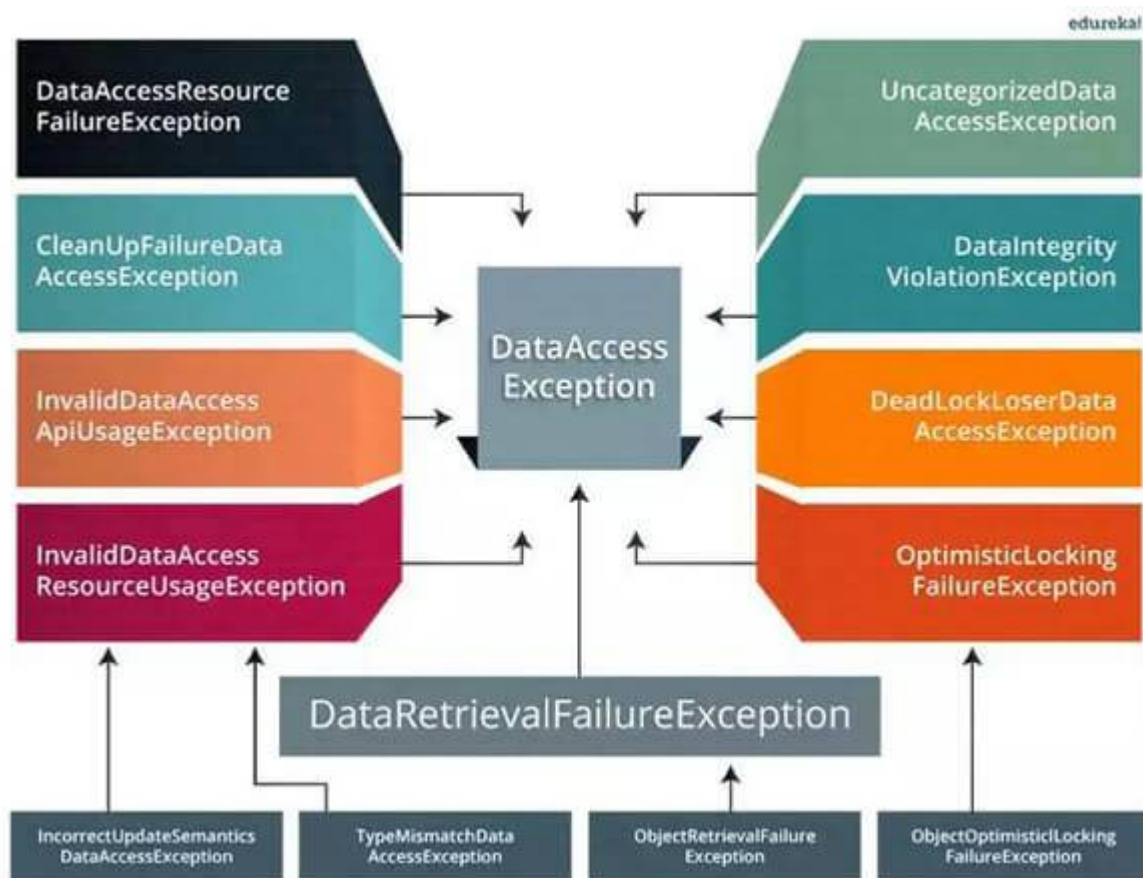 edureka!
DataAccessResource
FailureException
UncategorizedData
AccessException
CleanUpFailureData
AccessException
DataIntegrity
ViolationException
DataAccess
Exception
InvalidDataAccess
ApiUsageException
DeadLockLoserData
AccessException
InvalidDataAccess
ResourceUsageException
OptimisticLocking
FailureException
DataRetrievalFailureException
IncorrectUpdateSemantics
DataAccessException
TypeMismatchData
AccessException
ObjectRetrievalFailure
Exception
ObjectOptimisticlLocking
FailureException